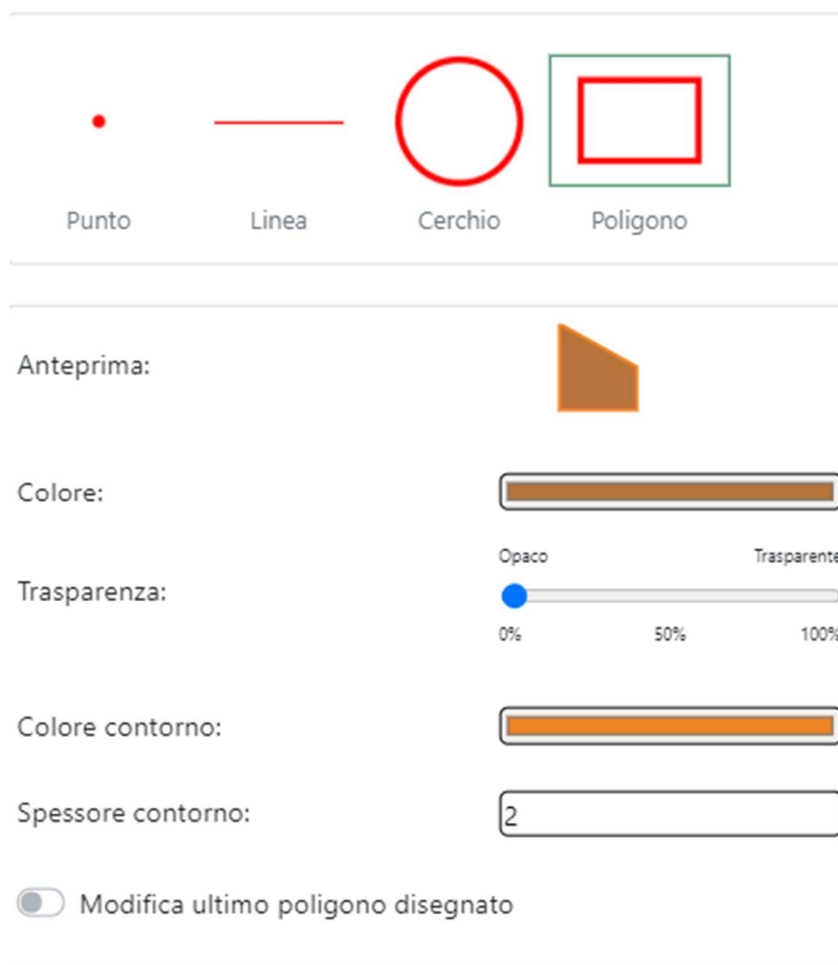 Punto Linea Cerchio Poligono
Anteprima:
Colore:
Opaco Trasparente
Trasparenza:
0% 50% 100%
Colore contorno:
Spessore contorno: 2
Modifica ultimo poligono disegnato